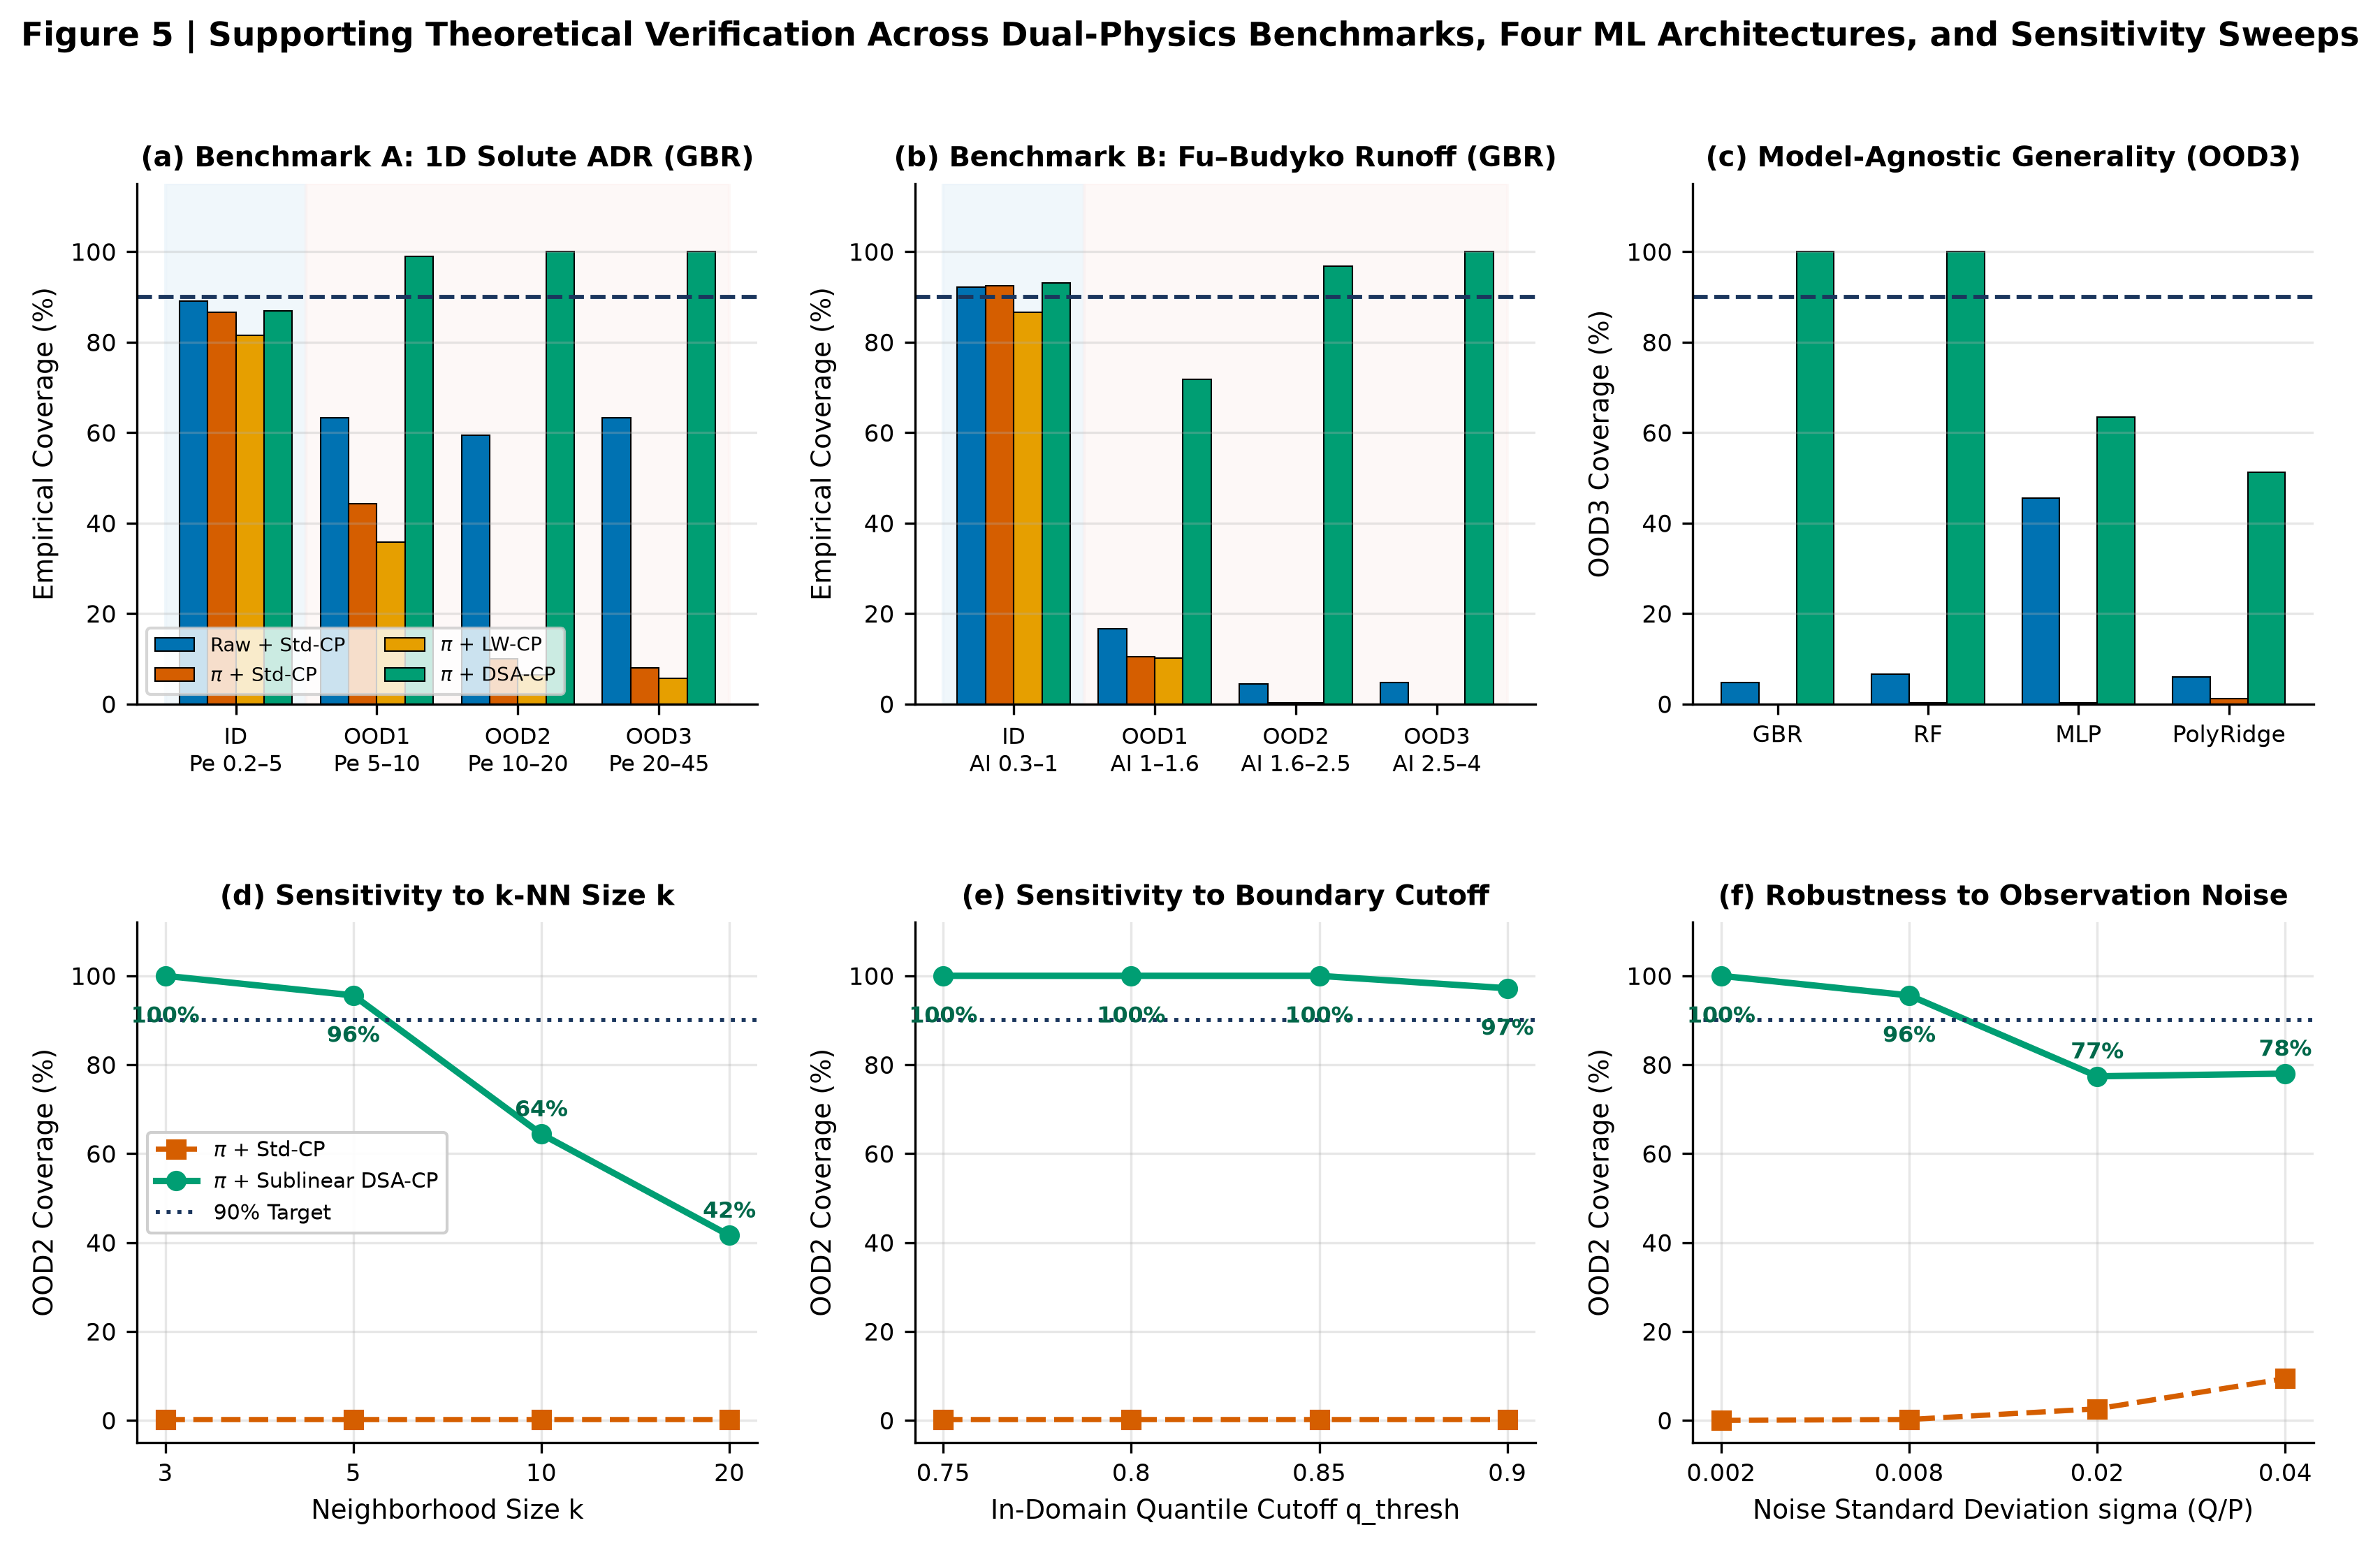 Figure 5 | Supporting Theoretical Verification Across Dual-Physics Benchmarks, Four ML Architectures, and Sensitivity Sweeps
(a) Benchmark A: 1D Solute ADR (GBR)
Empirical Coverage (%)
100
80
60
40
20
0
Raw + Std-CP
π + Std-CP
π + LW-CP
π + DSA-CP
ID
Pe 0.2–5
OOD1
Pe 5–10
OOD2
Pe 10–20
OOD3
Pe 20–45
(b) Benchmark B: Fu–Budyko Runoff (GBR)
Empirical Coverage (%)
100
80
60
40
20
0
ID
AI 0.3–1
OOD1
AI 1–1.6
OOD2
AI 1.6–2.5
OOD3
AI 2.5–4
(c) Model-Agnostic Generality (OOD3)
OOD3 Coverage (%)
100
80
60
40
20
0
GBR
RF
MLP
PolyRidge
(d) Sensitivity to k-NN Size k
OOD2 Coverage (%)
100
80
60
40
20
0
100%
96%
64%
42%
π + Std-CP
π + Sublinear DSA-CP
90% Target
3
5
10
20
Neighborhood Size k
(e) Sensitivity to Boundary Cutoff
OOD2 Coverage (%)
100
80
60
40
20
0
100%
100%
100%
97%
0.75
0.8
0.85
0.9
In-Domain Quantile Cutoff q_thresh
(f) Robustness to Observation Noise
OOD2 Coverage (%)
100
80
60
40
20
0
100%
96%
77%
78%
0.002
0.008
0.02
0.04
Noise Standard Deviation sigma (Q/P)